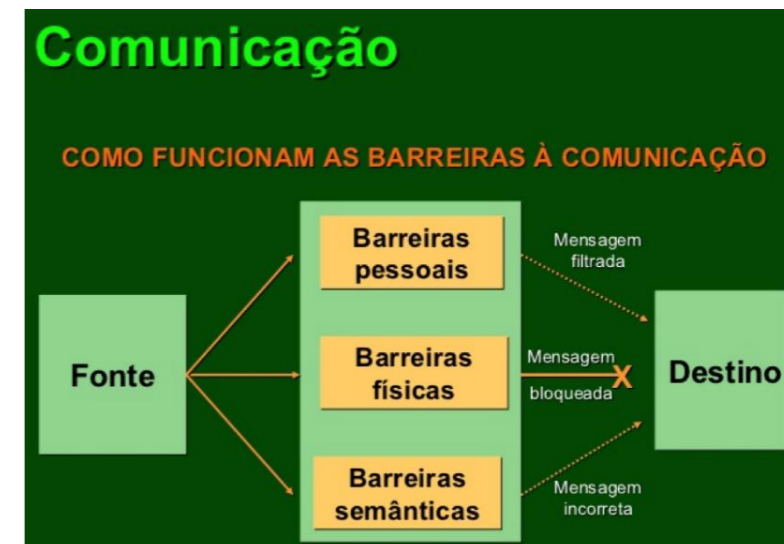 Comunicação
COMO FUNCIONAM AS BARREIRAS À COMUNICAÇÃO
Fonte
Barreiras
pessoais
Mensagem
filtrada
Barreiras
físicas
Mensagem
bloqueada
X
Barreiras
semânticas
Mensagem
incorreta
Destino